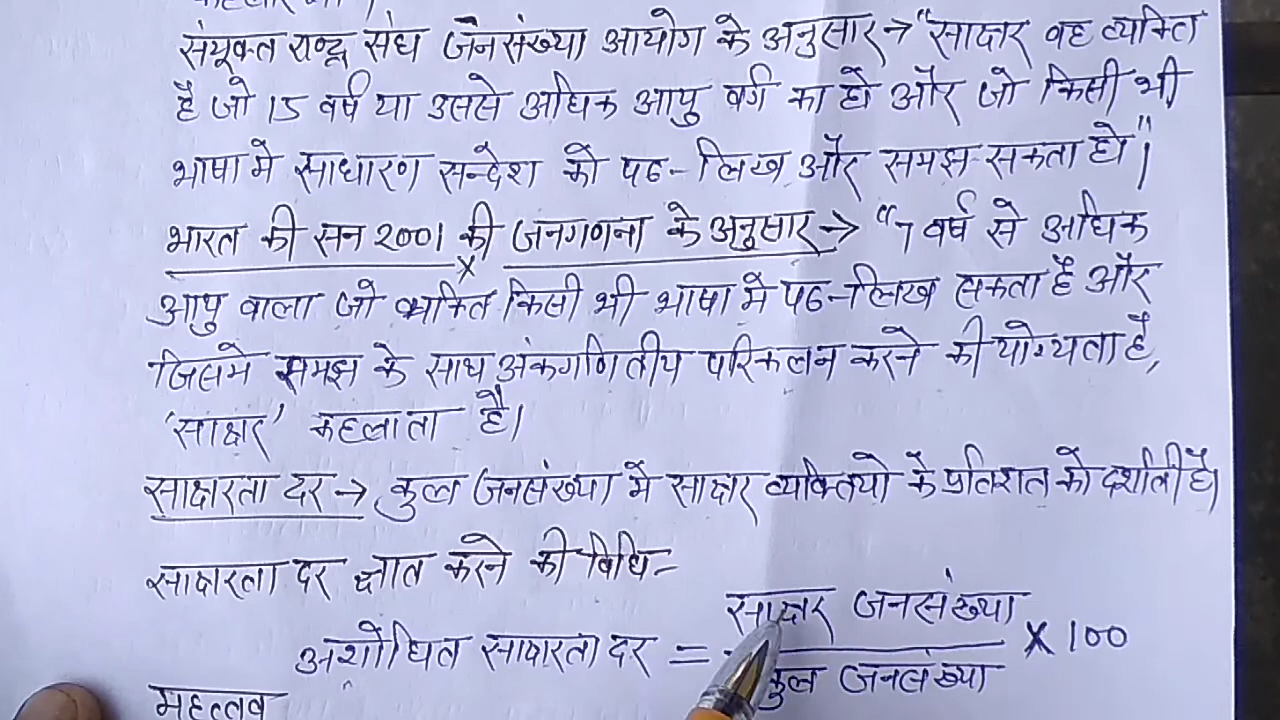 संयुक्त राष्ट्र संघ जनसंख्या आयोग के अनुसार→ "साक्षर वह व्यक्ति
है जो 15 वर्ष या उससे अधिक आयु वर्ग का हो और जो किसी भी
भाषा मे साधारण सन्देश को पढ-लिख और समझ सकता हो"।
भारत की सन 2001 की जनगणना के अनुसार→ "7 वर्ष से अधिक
आयु वाला जो व्यक्ति किसी भी भाषा मे पढ-लिख सकता है और
जिसमे समझ के साथ अंकगणितीय परिकलन करने की योग्यता है,
'साक्षर' कहलाता है।
साक्षरता दर → कुल जनसंख्या में साक्षर व्यक्तियो के प्रतिशत को दर्शाती है।
साक्षरता दर ज्ञात करने की विधि-
अशोधित साक्षरता दर = साक्षर जनसंख्या / कुल जनसंख्या × 100
महत्तव